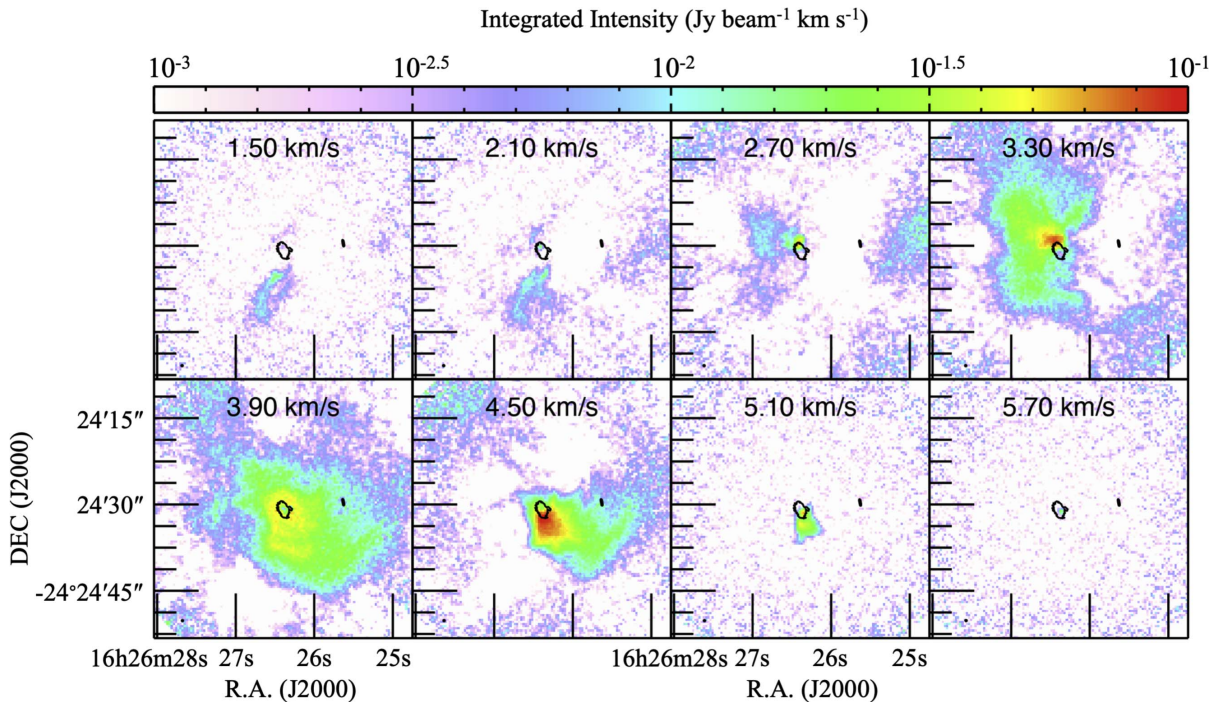 Integrated Intensity (Jy beam⁻¹ km s⁻¹)
10⁻³ 10⁻²·⁵ 10⁻² 10⁻¹·⁵ 10⁻¹
1.50 km/s 2.10 km/s 2.70 km/s 3.30 km/s
3.90 km/s 4.50 km/s 5.10 km/s 5.70 km/s
24′15″
24′30″
-24°24′45″
DEC (J2000)
16h26m28s 27s 26s 25s 16h26m28s 27s 26s 25s
R.A. (J2000) R.A. (J2000)